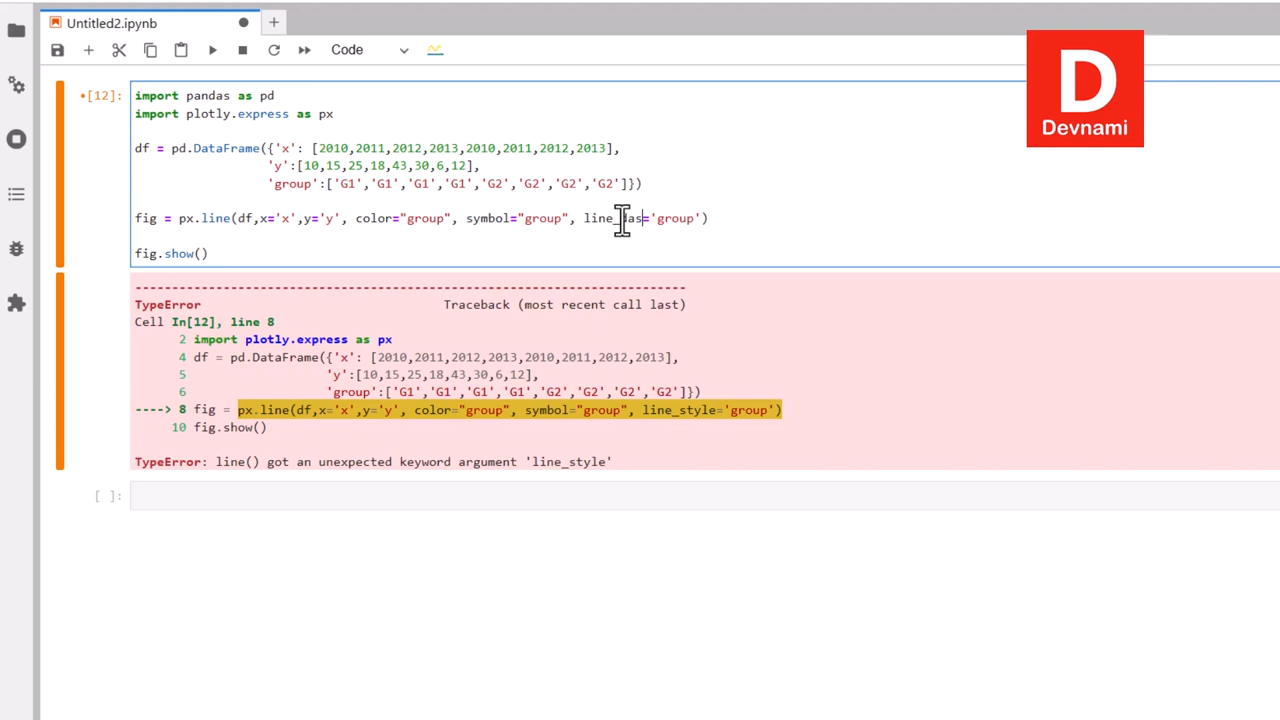 Untitled2.ipynb
Code
D
Devnami
[12]:
import pandas as pd
import plotly.express as px
df = pd.DataFrame({'x': [2010,2011,2012,2013,2010,2011,2012,2013],
'y':[10,15,25,18,43,30,6,12],
'group':['G1','G1','G1','G1','G2','G2','G2','G2']})
fig = px.line(df,x='x',y='y', color="group", symbol="group", line_das='group')
fig.show()
---------------------------------------------------------------------------
TypeError Traceback (most recent call last)
Cell In[12], line 8
2 import plotly.express as px
4 df = pd.DataFrame({'x': [2010,2011,2012,2013,2010,2011,2012,2013],
5 'y':[10,15,25,18,43,30,6,12],
6 'group':['G1','G1','G1','G1','G2','G2','G2','G2']})
----> 8 fig = px.line(df,x='x',y='y', color="group", symbol="group", line_style='group')
10 fig.show()
TypeError: line() got an unexpected keyword argument 'line_style'
[ ]: